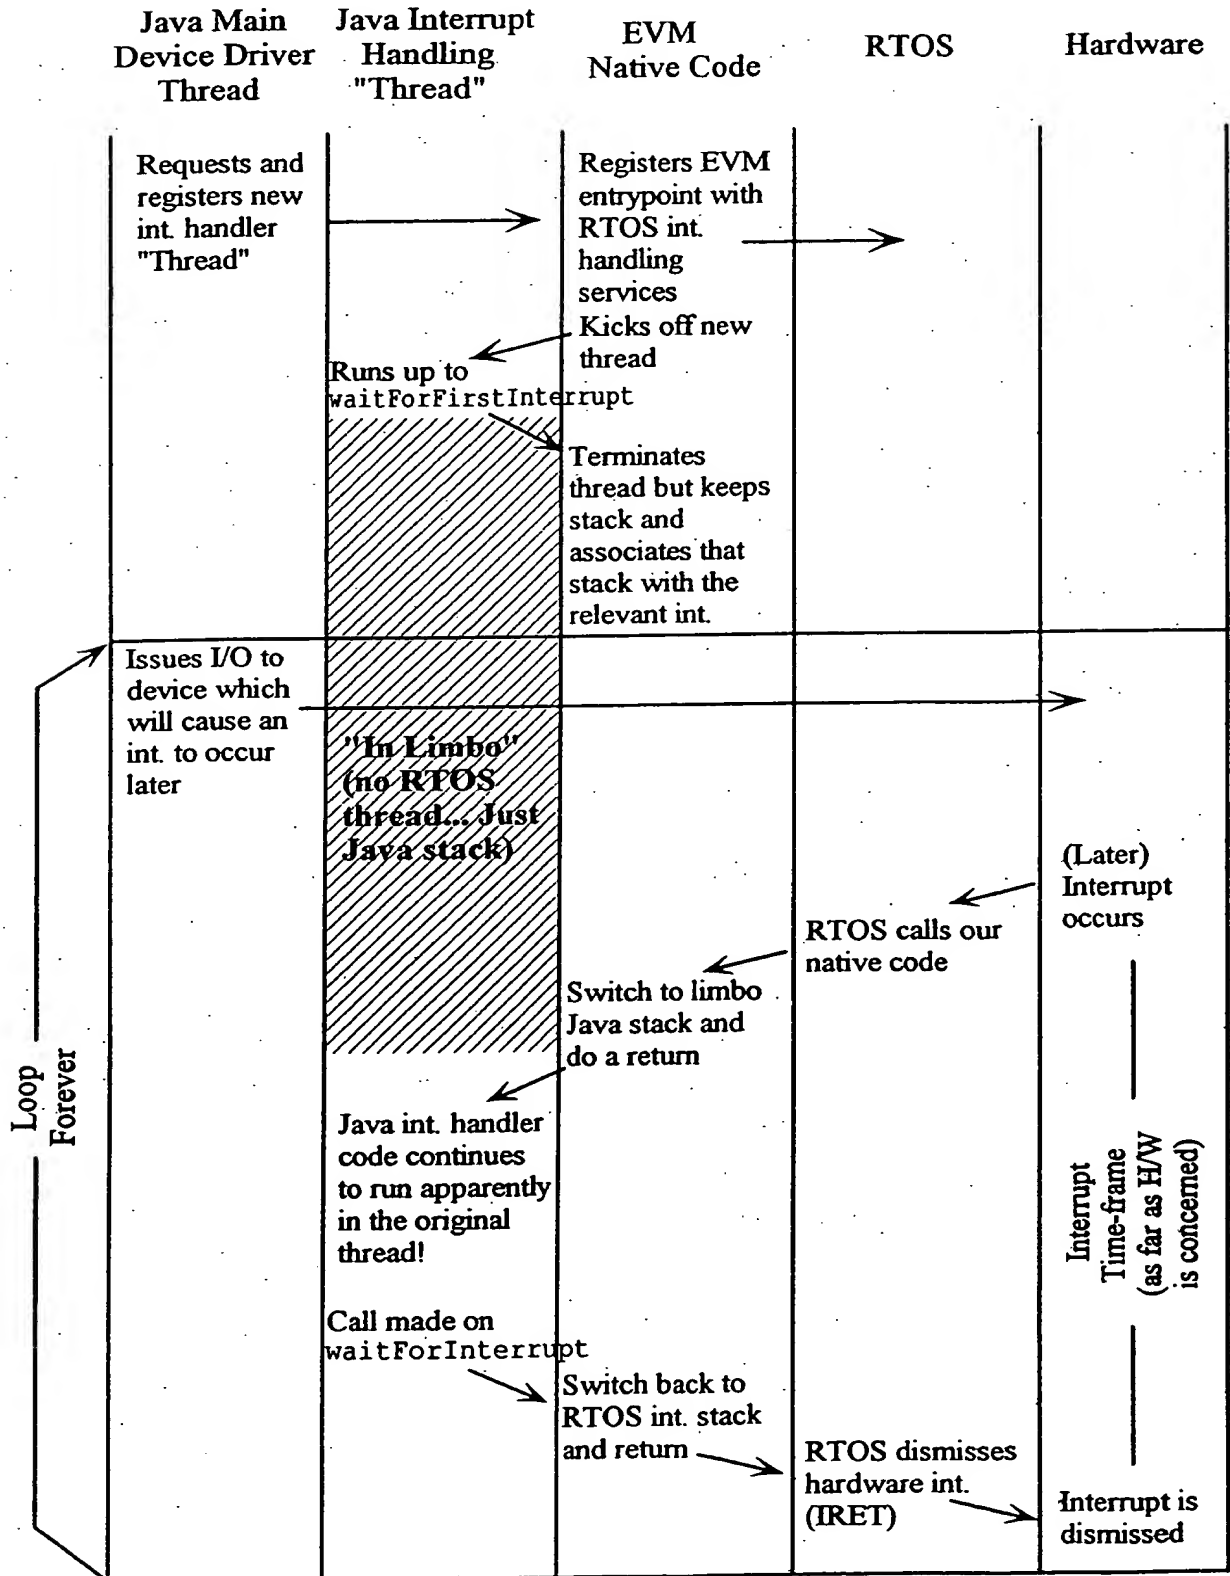 Java Main
Device Driver
Thread
Java Interrupt
Handling
"Thread"
EVM
Native Code
RTOS
Hardware
Requests and
registers new
int. handler
"Thread"
Registers EVM
entrypoint with
RTOS int.
handling
services
Kicks off new
thread
Runs up to
waitForFirstInterrupt
Terminates
thread but keeps
stack and
associates that
stack with the
relevant int.
Issues I/O to
device which
will cause an
int. to occur
later
"In Limbo"
(no RTOS
thread... Just
Java stack)
(Later)
Interrupt
occurs
RTOS calls our
native code
Switch to limbo
Java stack and
do a return
Loop
Forever
Java int. handler
code continues
to run apparently
in the original
thread!
Interrupt
Time-frame
(as far as H/W
is concerned)
Call made on
waitForInterrupt
Switch back to
RTOS int. stack
and return
RTOS dismisses
hardware int.
(IRET)
Interrupt is
dismissed